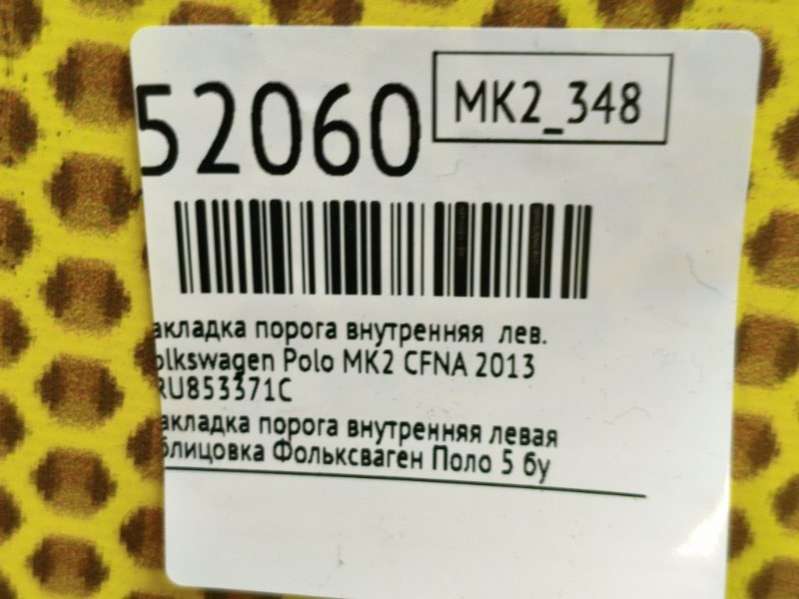 52060
MK2_348
акладка порога внутренняя лев.
olkswagen Polo MK2 CFNA 2013
RU853371C
акладка порога внутренняя левая
блицовка Фольксваген Поло 5 бу